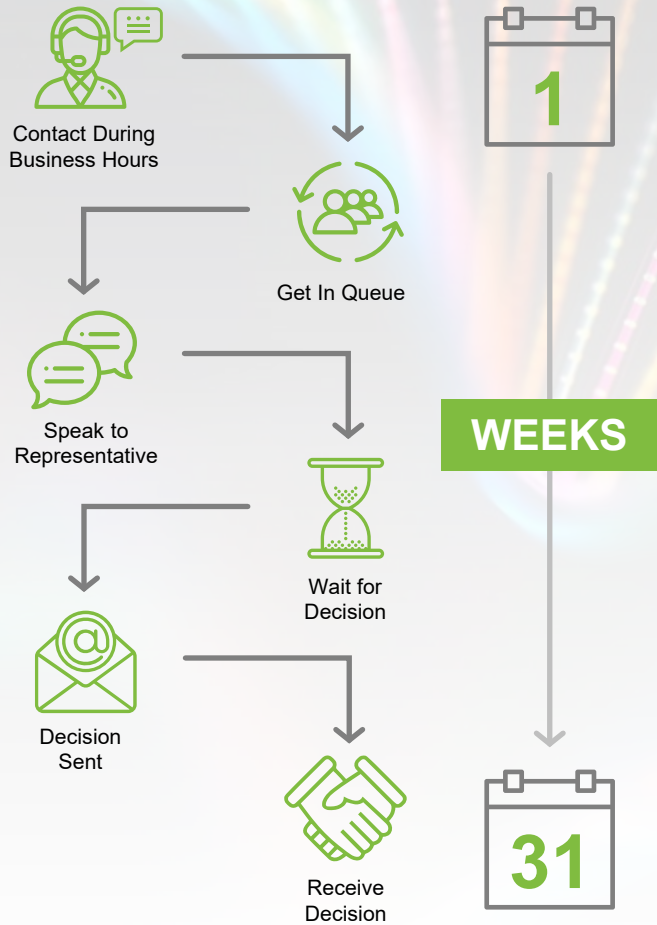 Contact During
Business Hours
1
Get In Queue
Speak to
Representative
WEEKS
Wait for
Decision
@
Decision
Sent
Receive
Decision
31